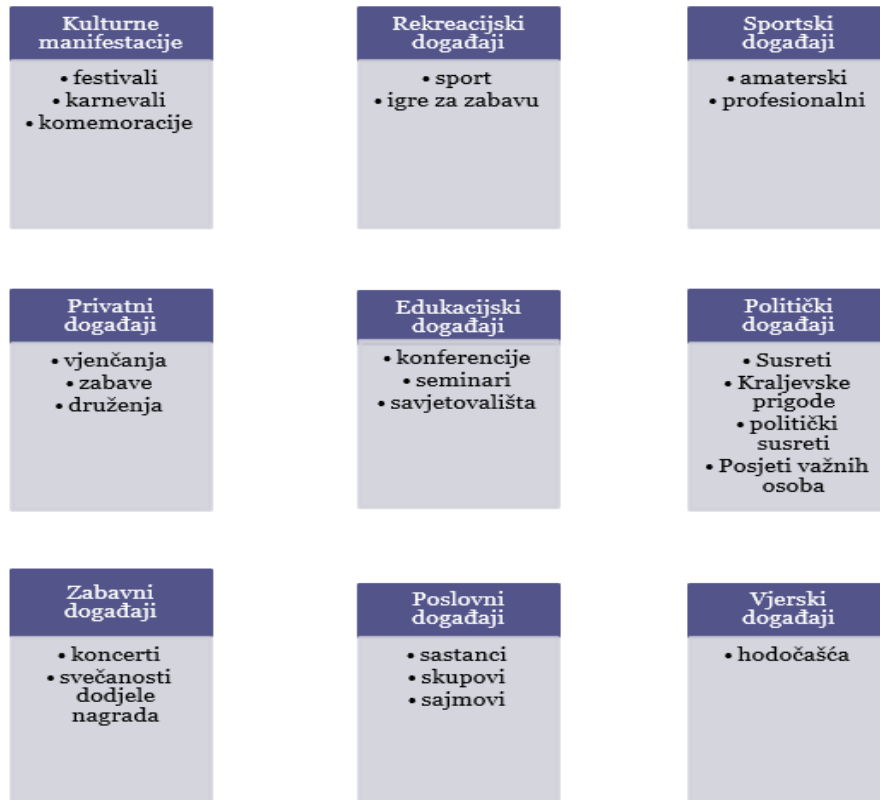 Kulturne
manifestacije
• festivali
• karnevali
• komemoracije
Rekreacijski
događaji
• sport
• igre za zabavu
Sportski
događaji
• amaterski
• profesionalni
Privatni
događaji
• vjenčanja
• zabave
• druženja
Edukacijski
događaji
• konferencije
• seminari
• savjetovališta
Politički
događaji
• Susreti
• Kraljevske
prigode
• politički
susreti
• Posjeti važnih
osoba
Zabavni
događaji
• koncerti
• svečanosti
dodjele
nagrada
Poslovni
događaji
• sastanci
• skupovi
• sajmovi
Vjerski
događaji
• hodočašća